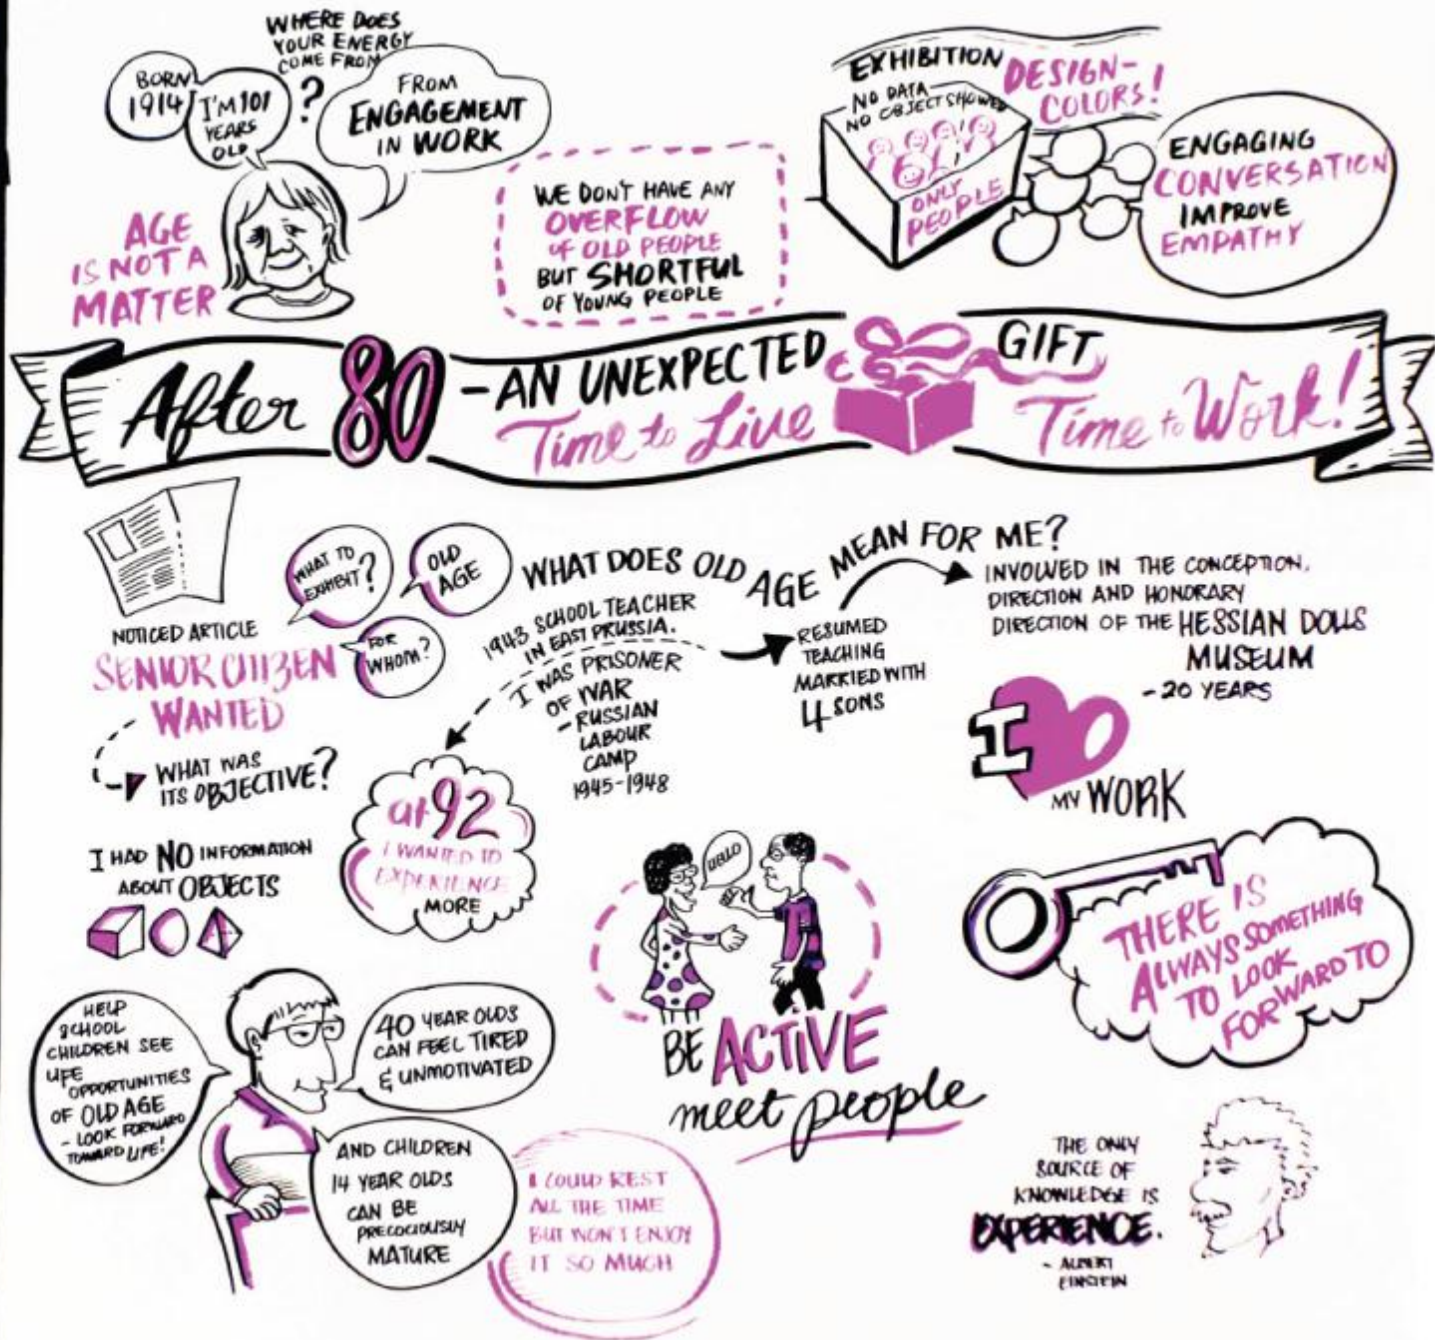 WHERE DOES
YOUR ENERGY
COME FROM
?
BORN
1914
I'M 101
YEARS
OLD
FROM
ENGAGEMENT
IN WORK
AGE
IS NOT A
MATTER
WE DON'T HAVE ANY
OVERFLOW
OF OLD PEOPLE
BUT SHORTFUL
OF YOUNG PEOPLE
EXHIBITION
NO DATA
NO OBJECT SHOWED
ONLY
PEOPLE
DESIGN-
COLORS!
ENGAGING
CONVERSATION
IMPROVE
EMPATHY
After 80 - AN UNEXPECTED GIFT
Time to Live Time to Work!
NOTICED ARTICLE
SENIOR CITIZEN
WANTED
WHAT WAS
ITS OBJECTIVE?
WHAT TO
EXHIBIT?
OLD
AGE
FOR
WHOM?
I HAD NO INFORMATION
ABOUT OBJECTS
WHAT DOES OLD AGE MEAN FOR ME?
1943 SCHOOL TEACHER
IN EAST PRUSSIA.
I WAS PRISONER
OF WAR
- RUSSIAN
LABOUR
CAMP
1945-1948
RESUMED
TEACHING
MARRIED WITH
4 SONS
INVOLVED IN THE CONCEPTION,
DIRECTION AND HONORARY
DIRECTION OF THE HESSIAN DOLLS
MUSEUM
- 20 YEARS
I
MY WORK
at 92
I WANTED TO
EXPERIENCE
MORE
BE ACTIVE
meet people
THERE IS
ALWAYS SOMETHING
TO LOOK
FORWARD TO
HELP
SCHOOL
CHILDREN SEE
LIFE
OPPORTUNITIES
OF OLD AGE
- LOOK FORWARD
TOWARD LIFE!
40 YEAR OLDS
CAN FEEL TIRED
& UNMOTIVATED
AND CHILDREN
14 YEAR OLDS
CAN BE
PRECOCIOUSLY
MATURE
I COULD REST
ALL THE TIME
BUT WON'T ENJOY
IT SO MUCH
THE ONLY
SOURCE OF
KNOWLEDGE IS
EXPERIENCE.
- ALBERT
EINSTEIN